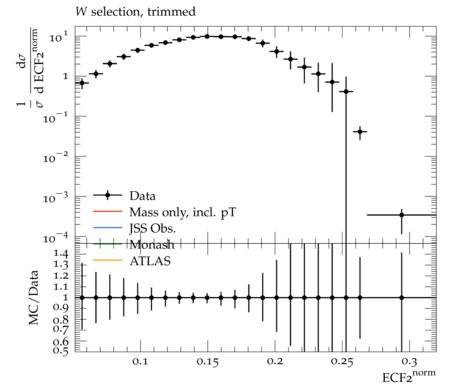 W selection, trimmed
1/σ dσ/d ECF2^norm
10^1
1
10^−1
10^−2
10^−3
10^−4
Data
Mass only, incl. pT
JSS Obs.
Monash
ATLAS
MC/Data
1.4
1.3
1.2
1.1
1
0.9
0.8
0.7
0.6
0.5
0.1 0.15 0.2 0.25 0.3
ECF2^norm